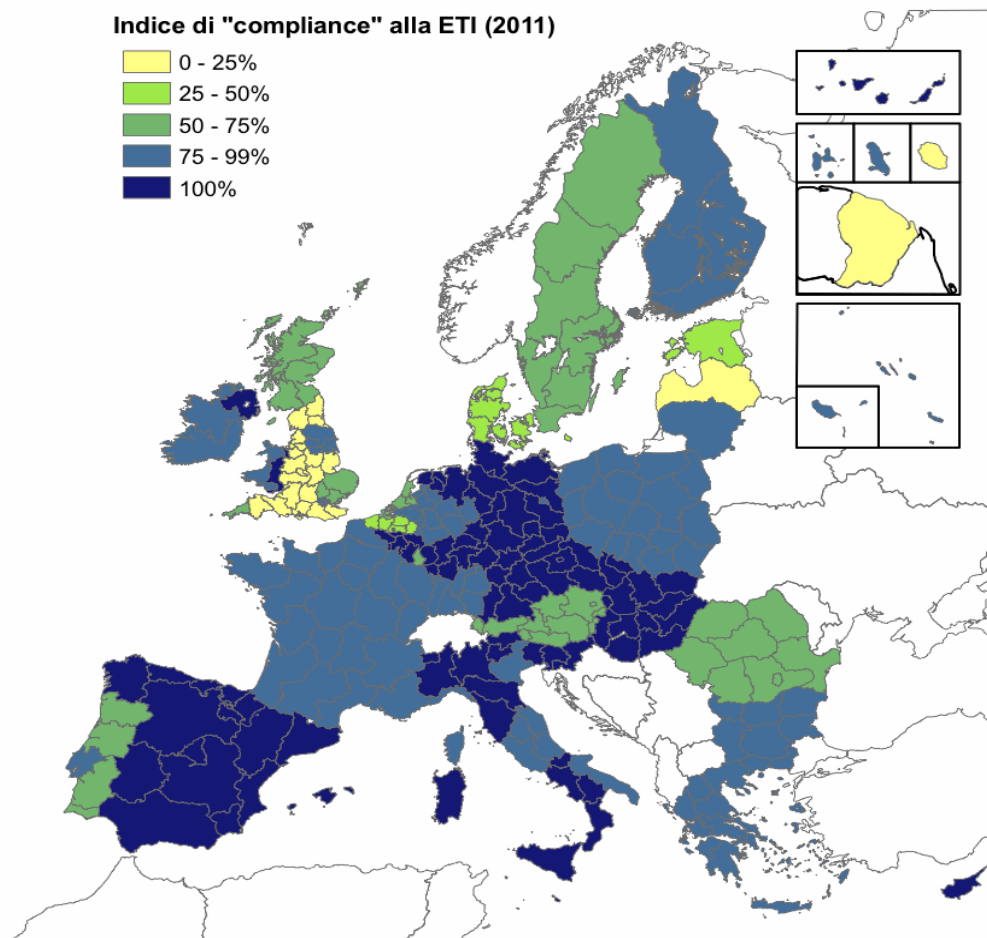 Indice di "compliance" alla ETI (2011)
0 - 25%
25 - 50%
50 - 75%
75 - 99%
100%